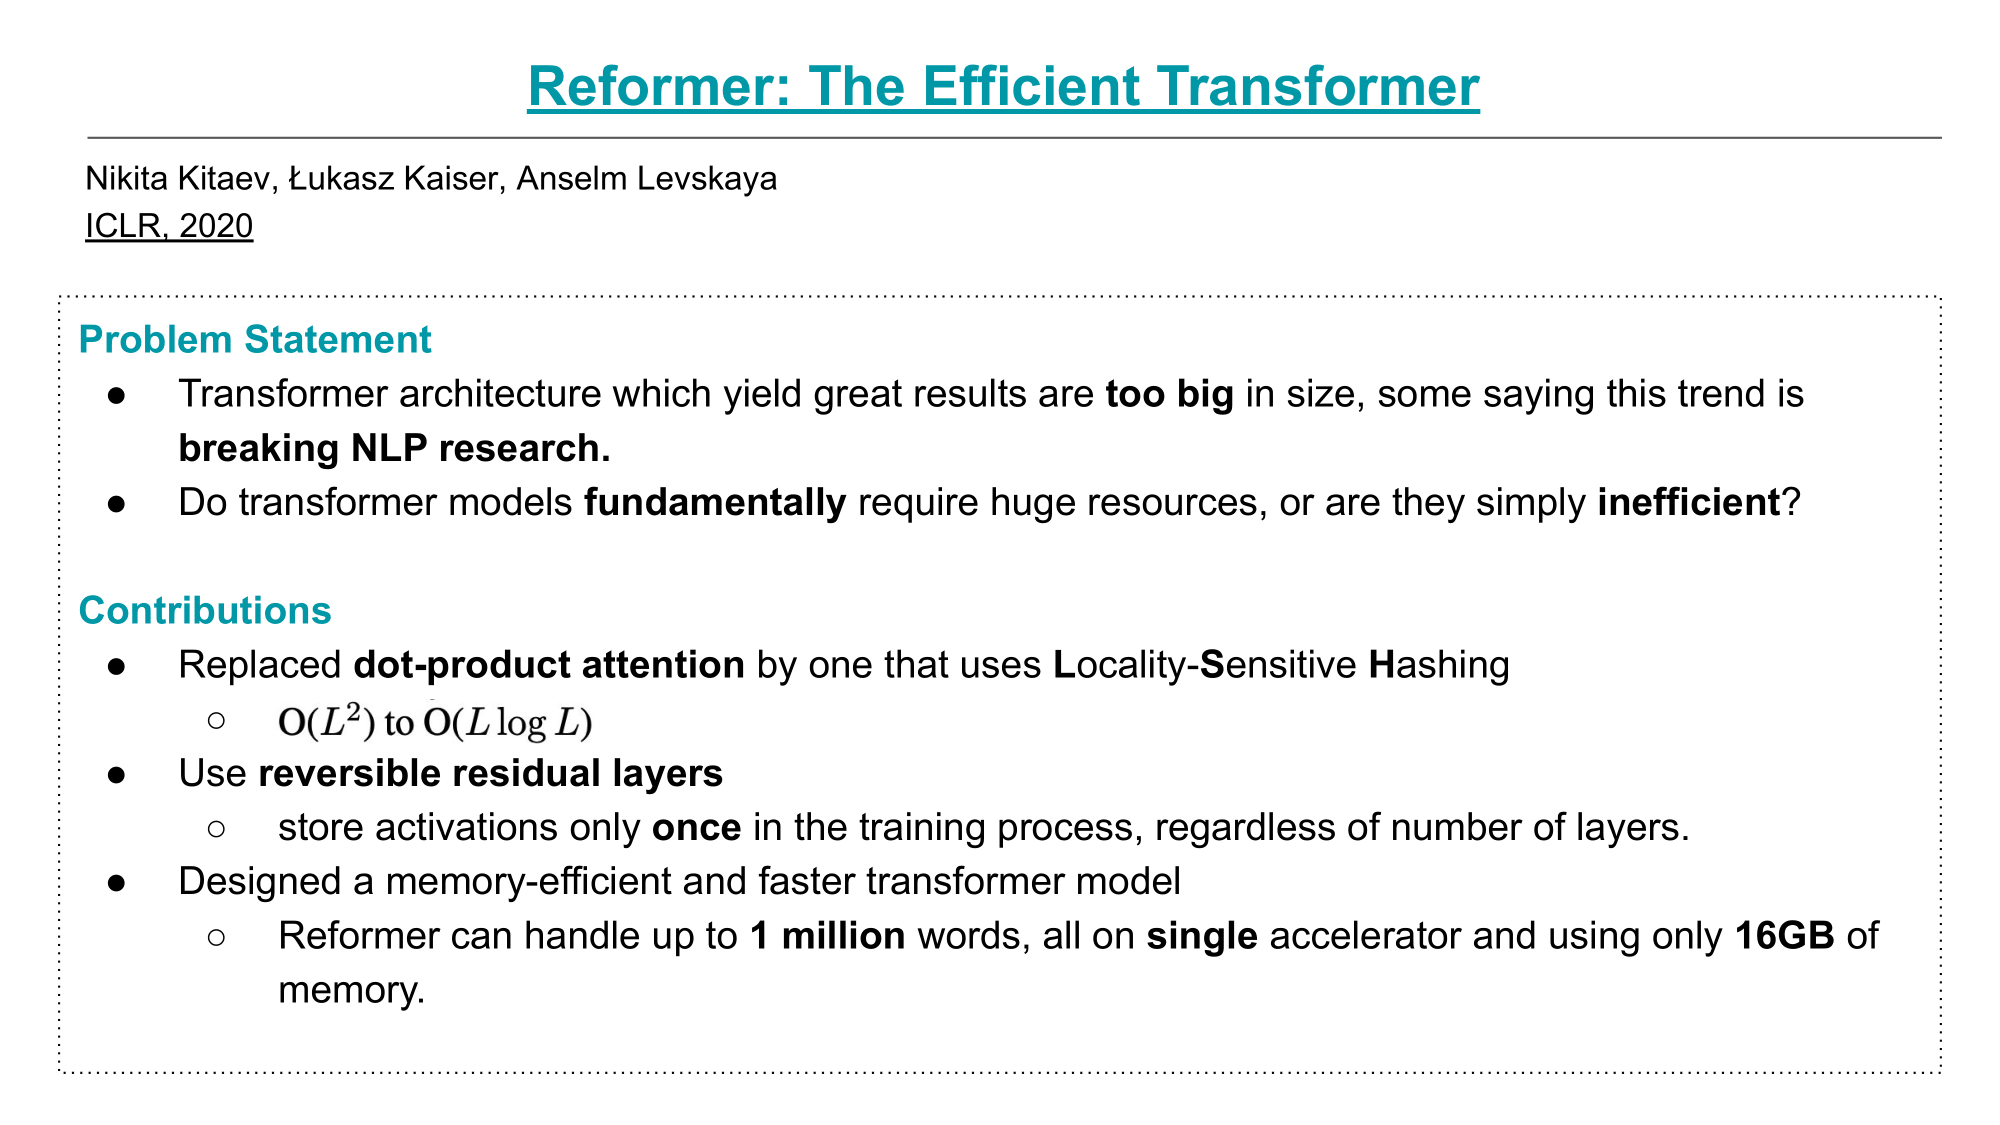 Reformer: The Efficient Transformer
Nikita Kitaev, Łukasz Kaiser, Anselm Levskaya
ICLR, 2020
Problem Statement
● Transformer architecture which yield great results are too big in size, some saying this trend is
breaking NLP research.
● Do transformer models fundamentally require huge resources, or are they simply inefficient?
Contributions
● Replaced dot-product attention by one that uses Locality-Sensitive Hashing
○ O(L²) to O(L log L)
● Use reversible residual layers
○ store activations only once in the training process, regardless of number of layers.
● Designed a memory-efficient and faster transformer model
○ Reformer can handle up to 1 million words, all on single accelerator and using only 16GB of
memory.